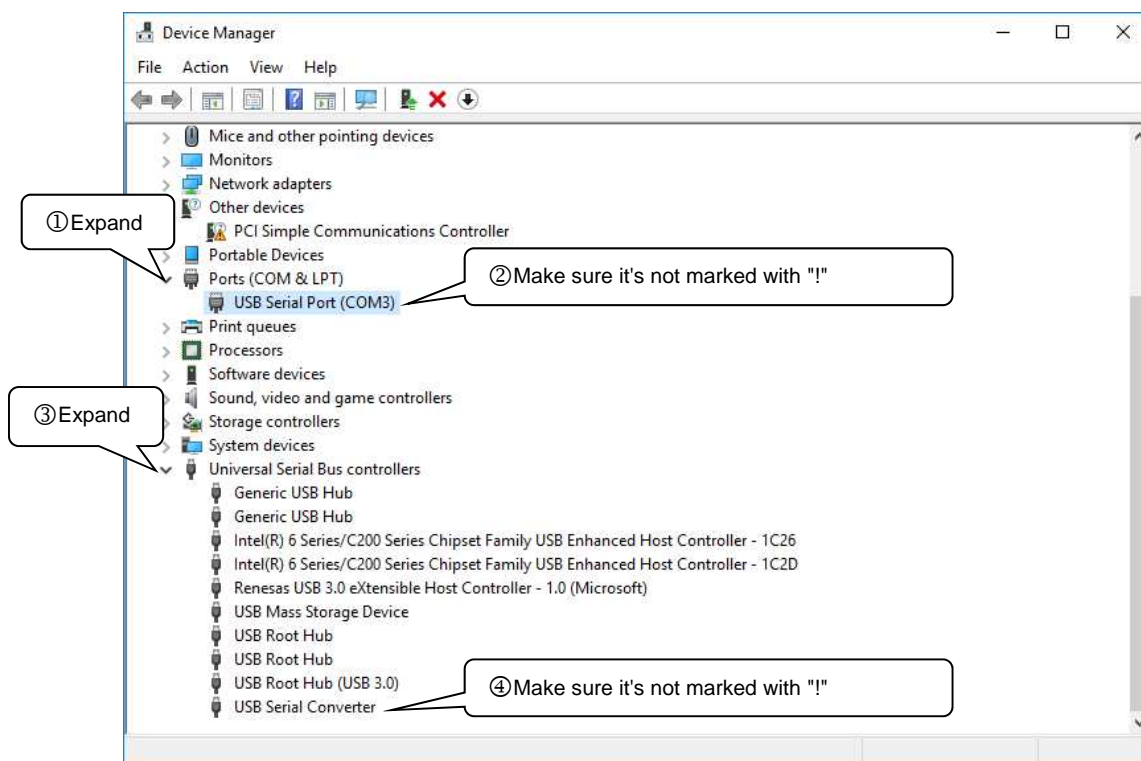 Device Manager
File Action View Help
Mice and other pointing devices
Monitors
Network adapters
Other devices
①Expand
PCI Simple Communications Controller
Portable Devices
Ports (COM & LPT)
②Make sure it's not marked with "!"
USB Serial Port (COM3)
Print queues
Processors
Software devices
Sound, video and game controllers
③Expand
Storage controllers
System devices
Universal Serial Bus controllers
Generic USB Hub
Generic USB Hub
Intel(R) 6 Series/C200 Series Chipset Family USB Enhanced Host Controller - 1C26
Intel(R) 6 Series/C200 Series Chipset Family USB Enhanced Host Controller - 1C2D
Renesas USB 3.0 eXtensible Host Controller - 1.0 (Microsoft)
USB Mass Storage Device
USB Root Hub
USB Root Hub
USB Root Hub (USB 3.0)
④Make sure it's not marked with "!"
USB Serial Converter